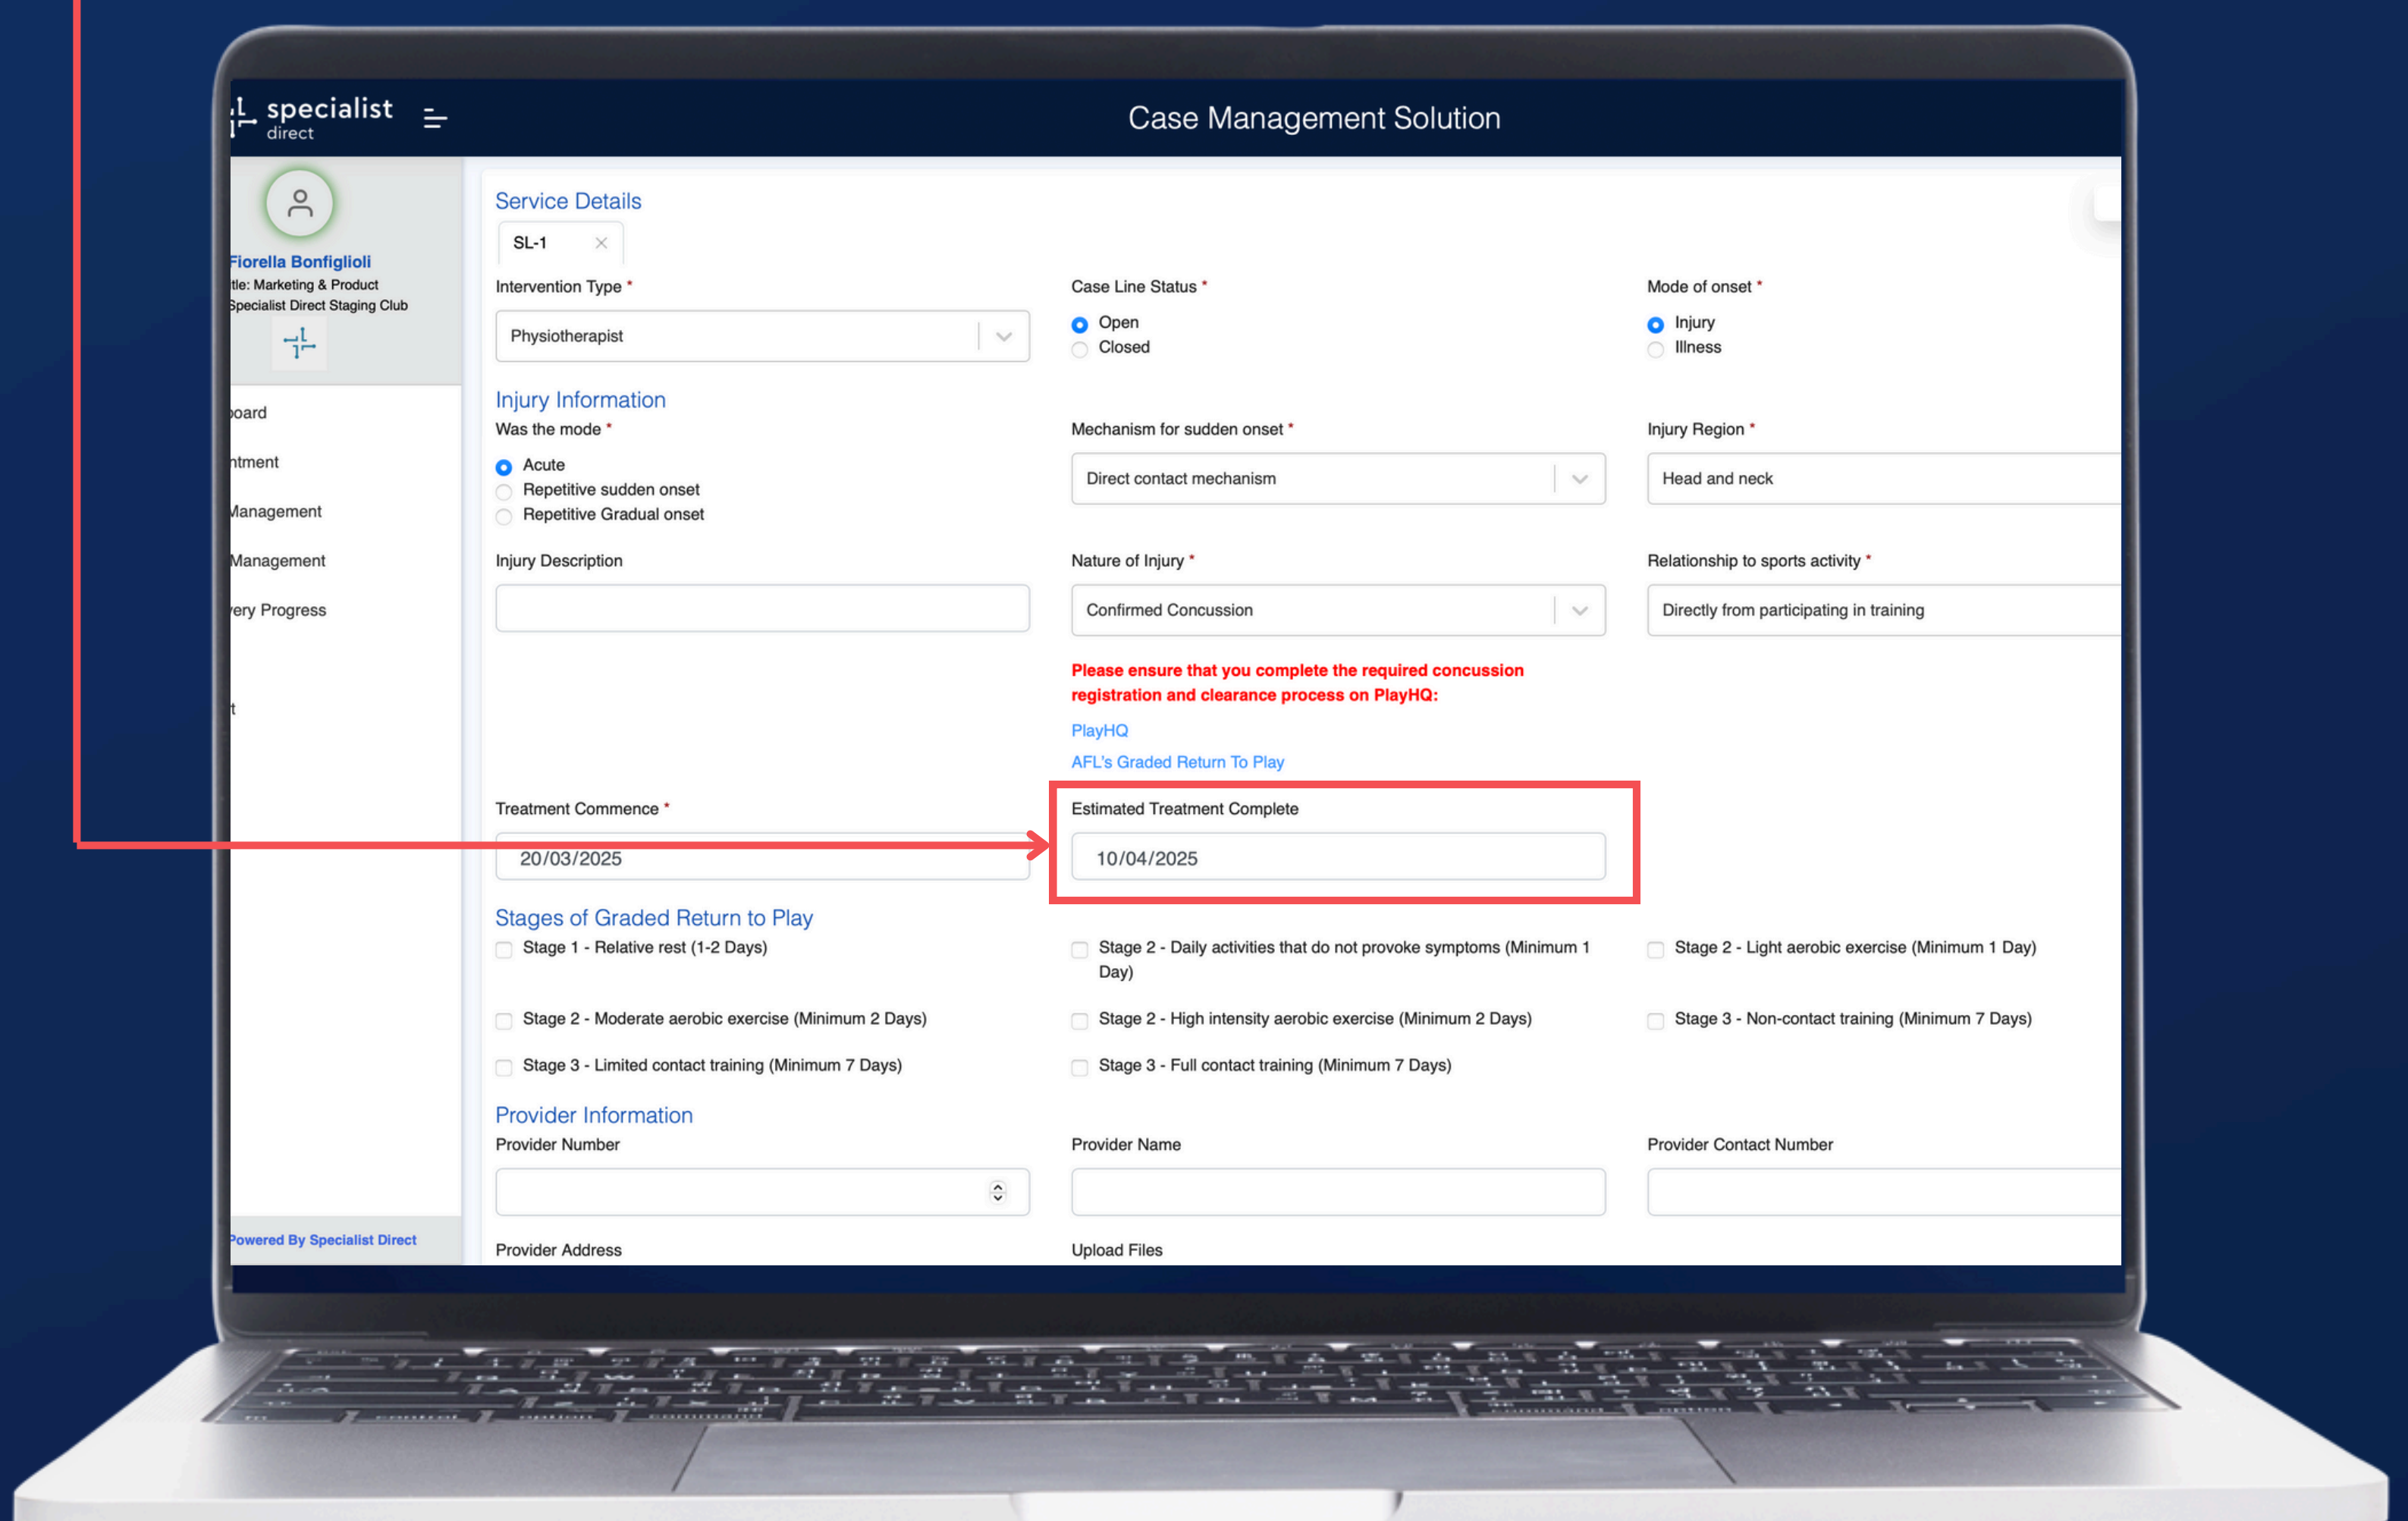 specialist
direct
Case Management Solution
Fiorella Bonfiglioli
itle: Marketing & Product
Specialist Direct Staging Club
board
ntment
Management
Management
very Progress
t
Powered By Specialist Direct
Service Details
SL-1
Intervention Type *
Physiotherapist
Case Line Status *
Open
Closed
Mode of onset *
Injury
Illness
Injury Information
Was the mode *
Acute
Repetitive sudden onset
Repetitive Gradual onset
Mechanism for sudden onset *
Direct contact mechanism
Injury Region *
Head and neck
Injury Description
Nature of Injury *
Confirmed Concussion
Relationship to sports activity *
Directly from participating in training
Please ensure that you complete the required concussion
registration and clearance process on PlayHQ:
PlayHQ
AFL's Graded Return To Play
Treatment Commence *
20/03/2025
Estimated Treatment Complete
10/04/2025
Stages of Graded Return to Play
Stage 1 - Relative rest (1-2 Days)
Stage 2 - Daily activities that do not provoke symptoms (Minimum 1
Day)
Stage 2 - Light aerobic exercise (Minimum 1 Day)
Stage 2 - Moderate aerobic exercise (Minimum 2 Days)
Stage 2 - High intensity aerobic exercise (Minimum 2 Days)
Stage 3 - Non-contact training (Minimum 7 Days)
Stage 3 - Limited contact training (Minimum 7 Days)
Stage 3 - Full contact training (Minimum 7 Days)
Provider Information
Provider Number
Provider Name
Provider Contact Number
Provider Address
Upload Files